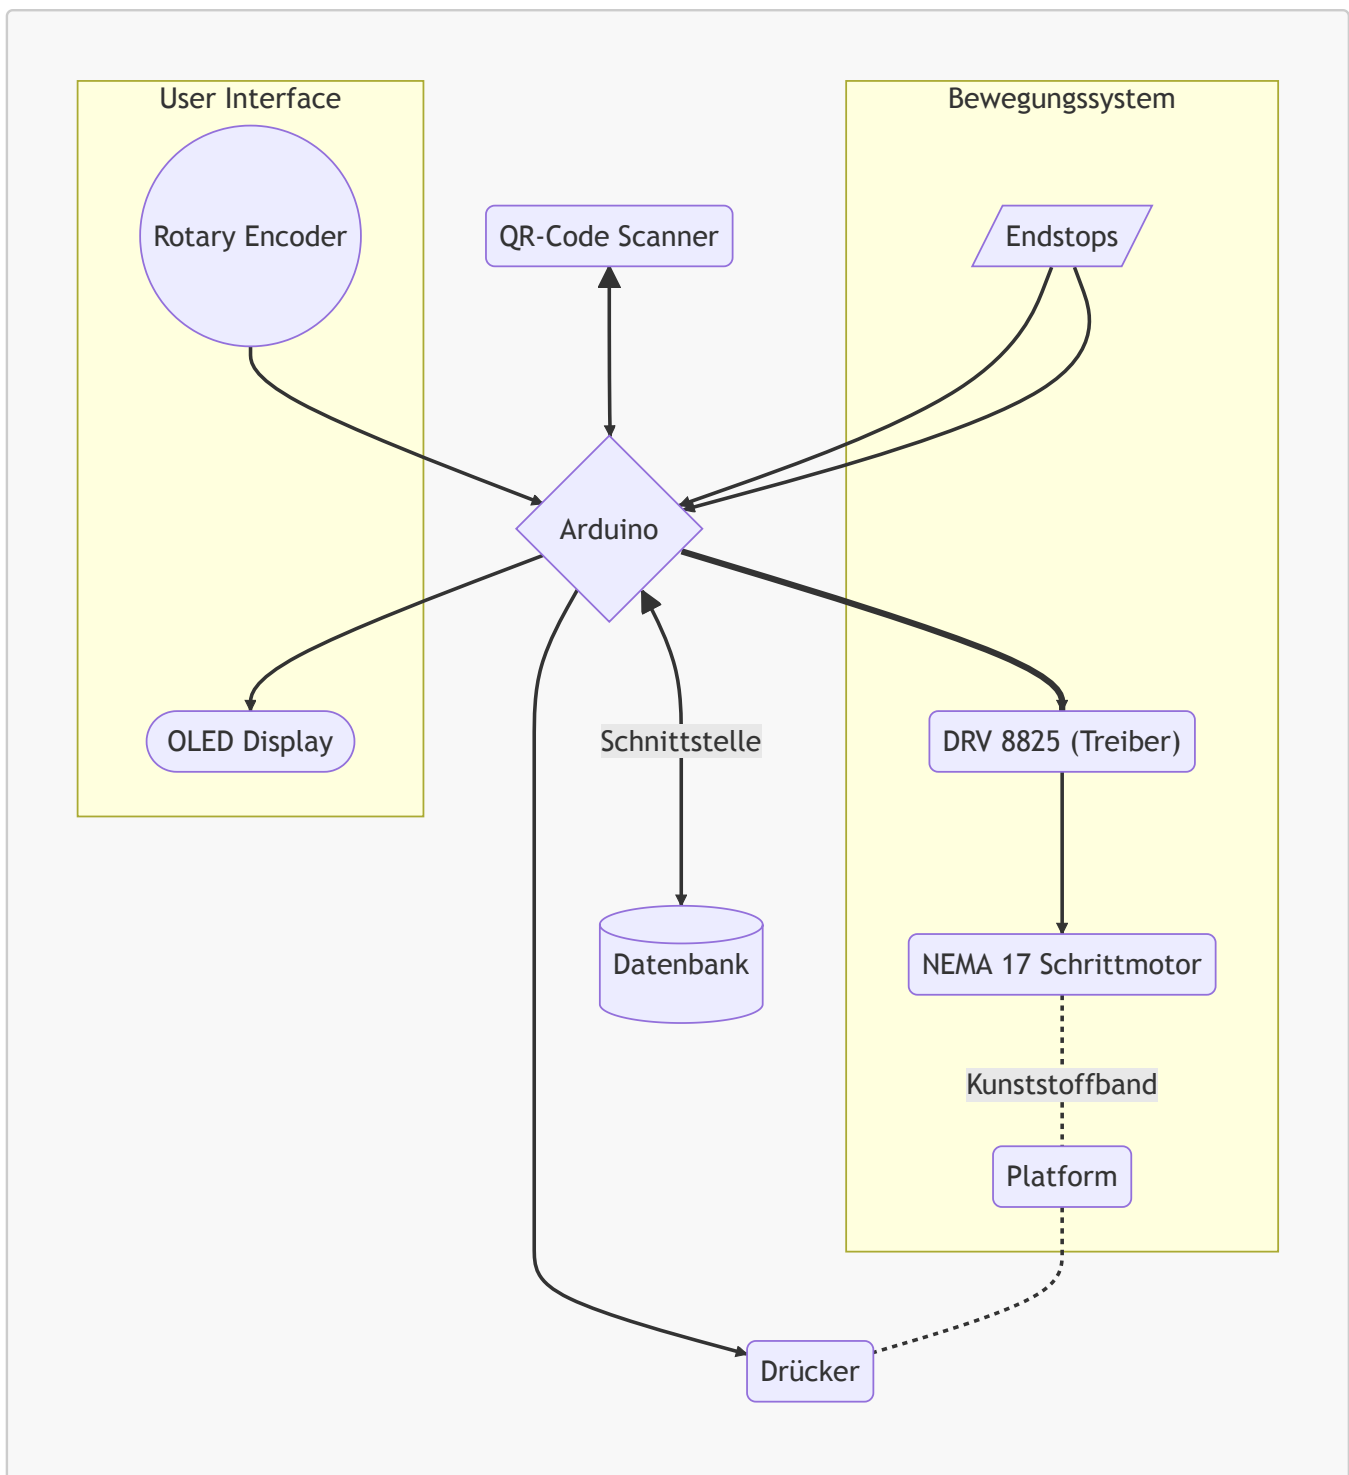 User Interface
Bewegungssystem
Rotary Encoder
QR-Code Scanner
Endstops
Arduino
OLED Display
Schnittstelle
DRV 8825 (Treiber)
Datenbank
NEMA 17 Schrittmotor
Kunststoffband
Platform
Drücker